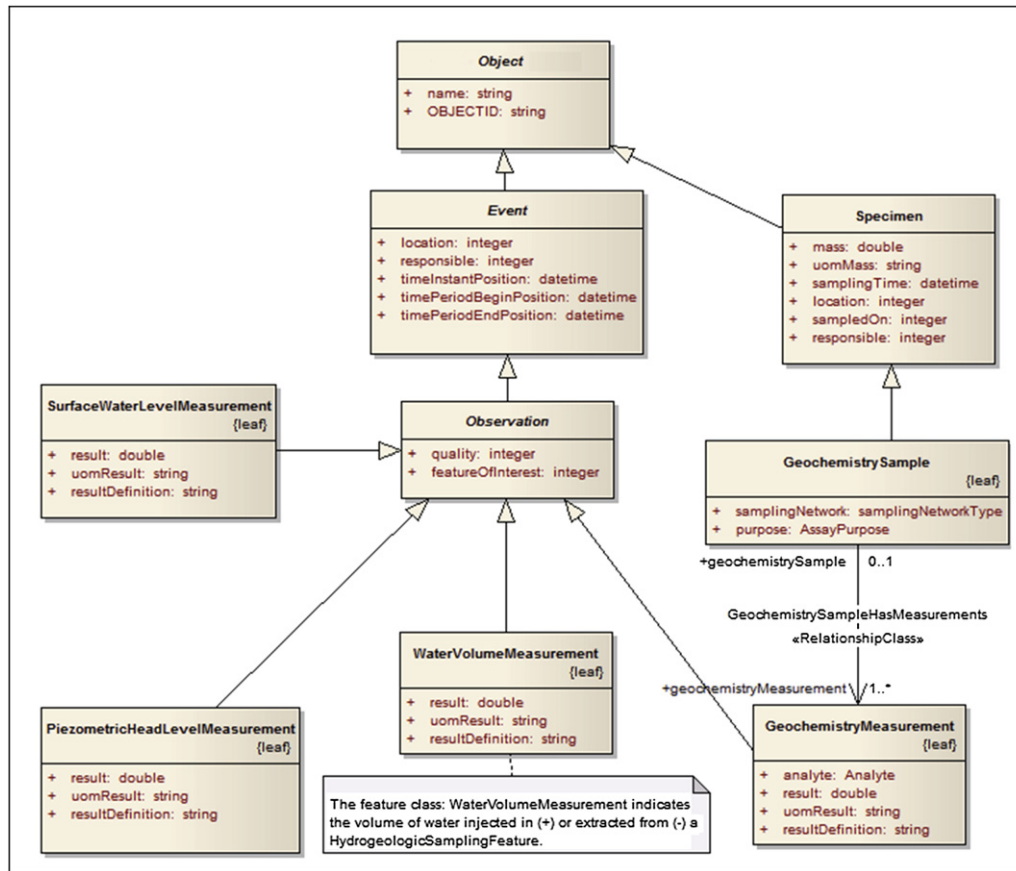 Object
+ name: string
+ OBJECTID: string
Event
+ location: integer
+ responsible: integer
+ timeInstantPosition: datetime
+ timePeriodBeginPosition: datetime
+ timePeriodEndPosition: datetime
Specimen
+ mass: double
+ uomMass: string
+ samplingTime: datetime
+ location: integer
+ sampledOn: integer
+ responsible: integer
SurfaceWaterLevelMeasurement
{leaf}
+ result: double
+ uomResult: string
+ resultDefinition: string
Observation
+ quality: integer
+ featureOfInterest: integer
GeochemistrySample
{leaf}
+ samplingNetwork: samplingNetworkType
+ purpose: AssayPurpose
+geochemistrySample 0..1
GeochemistrySampleHasMeasurements
«RelationshipClass»
+geochemistryMeasurement 1..*
WaterVolumeMeasurement
{leaf}
+ result: double
+ uomResult: string
+ resultDefinition: string
PiezometricHeadLevelMeasurement
{leaf}
+ result: double
+ uomResult: string
+ resultDefinition: string
GeochemistryMeasurement
{leaf}
+ analyte: Analyte
+ result: double
+ uomResult: string
+ resultDefinition: string
The feature class: WaterVolumeMeasurement indicates
the volume of water injected in (+) or extracted from (-) a
HydrogeologicSamplingFeature.